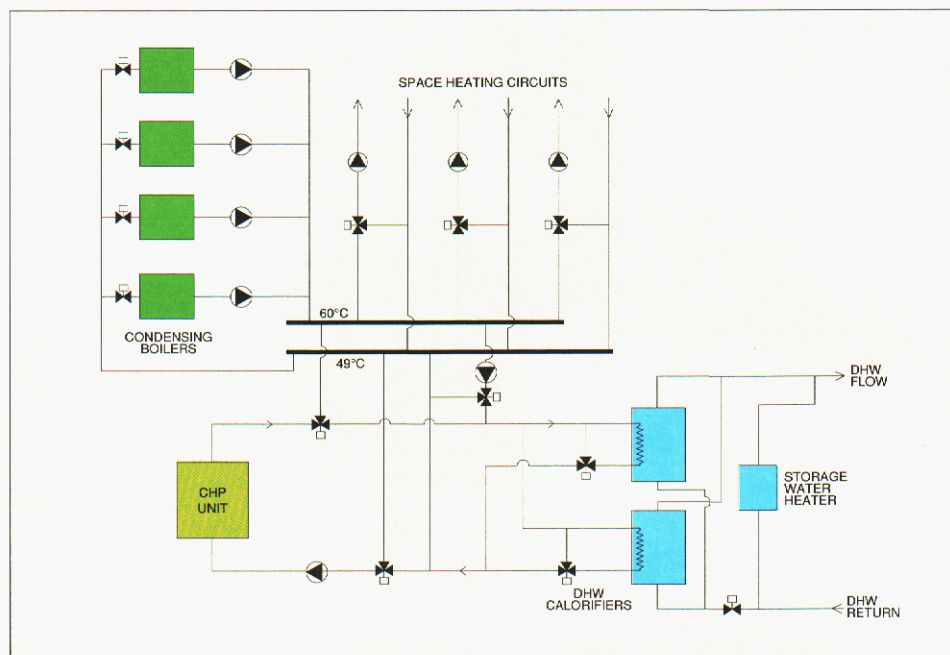 SPACE HEATING CIRCUITS
60°C
CONDENSING
BOILERS
49°C
DHW
FLOW
CHP
UNIT
STORAGE
WATER
HEATER
DHW
CALORIFIERS
DHW
RETURN